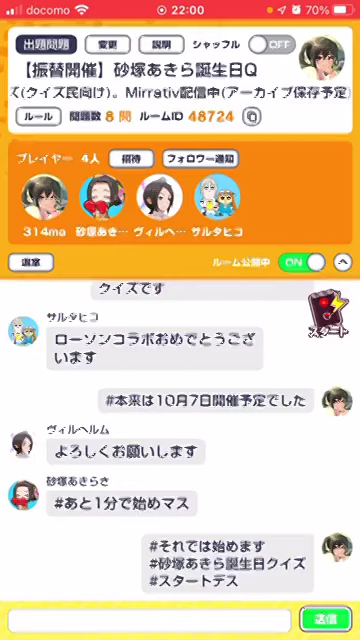 docomo 22:00 70%
出題問題 変更 説明 シャッフル OFF
【振替開催】砂塚あきら誕生日Q
ズ(クイズ民向け)。Mirrativ配信中(アーカイブ保存予定
ルール 問題数 8 問 ルームID 48724
プレイヤー 4人 招待 フォロワー通知
314ma 砂塚あき… ヴィルヘ… サルタヒコ
退室 ルーム公開中 ON
クイズです
スタート
サルタヒコ
ローソンコラボおめでとうござ
います
#本来は10月7日開催予定でした
ヴィルヘルム
よろしくお願いします
砂塚あきらさ
#あと1分で始めマス
#それでは始めます
#砂塚あきら誕生日クイズ
#スタートデス
送信